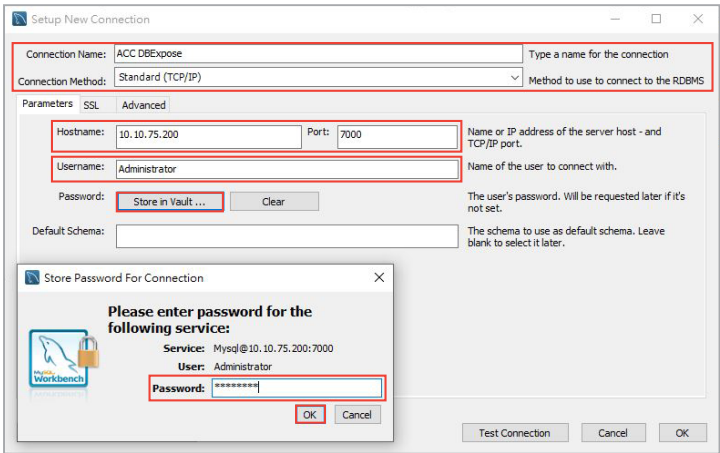 Setup New Connection
Connection Name: ACC DBExpose Type a name for the connection
Connection Method: Standard (TCP/IP) Method to use to connect to the RDBMS
Parameters SSL Advanced
Hostname: 10.10.75.200 Port: 7000 Name or IP address of the server host - and
TCP/IP port.
Username: Administrator Name of the user to connect with.
Password: Store in Vault ... Clear The user's password. Will be requested later if it's
not set.
Default Schema: The schema to use as default schema. Leave
blank to select it later.
Store Password For Connection
Please enter password for the
following service:
Service: Mysql@10.10.75.200:7000
User: Administrator
MySQL
Workbench
Password: ********
OK Cancel
Test Connection Cancel OK